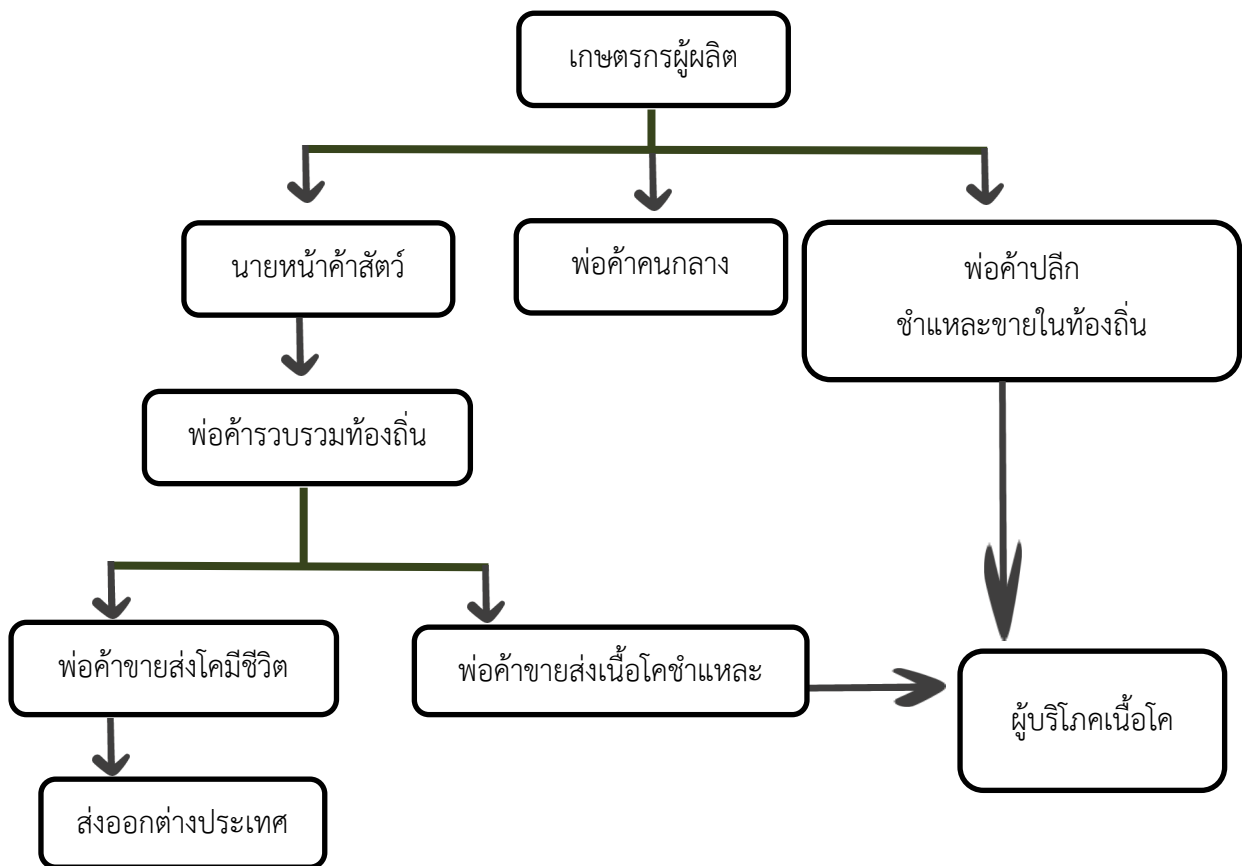 เกษตรกรผู้ผลิต
นายหน้าค้าสัตว์
พ่อค้าคนกลาง
พ่อค้าปลีก
ชำแหละขายในท้องถิ่น
พ่อค้ารวบรวมท้องถิ่น
พ่อค้าขายส่งโคมีชีวิต
พ่อค้าขายส่งเนื้อโคชำแหละ
ผู้บริโภคเนื้อโค
ส่งออกต่างประเทศ